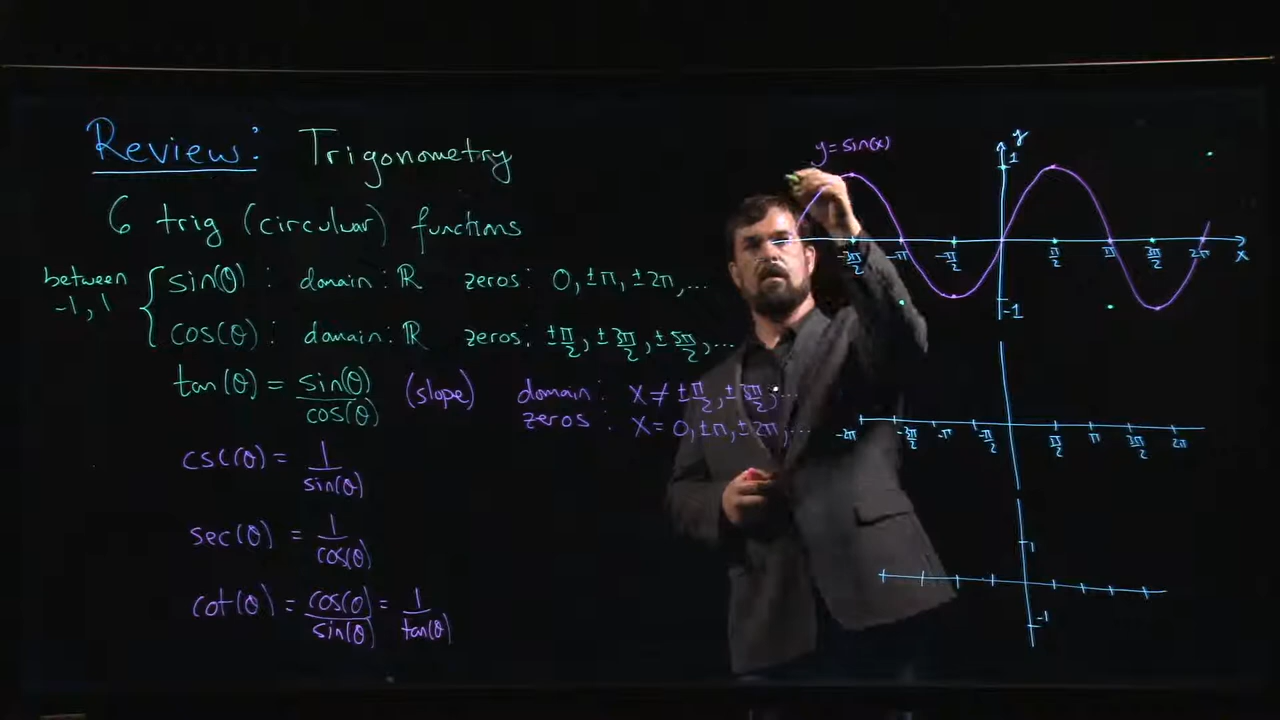 Review: Trigonometry
6 trig (circular) functions
between -1, 1
sin(θ): domain: ℝ zeros: 0, ±π, ±2π, ...
cos(θ): domain: ℝ zeros: ±π/2, ±3π/2, ±5π/2, ...
tan(θ) = sin(θ)/cos(θ) (slope) domain: x ≠ ±π/2, ±3π/2, ...
zeros: x = 0, ±π, ±2π, ...
csc(θ) = 1/sin(θ)
sec(θ) = 1/cos(θ)
cot(θ) = cos(θ)/sin(θ) = 1/tan(θ)
y = sin(x)
y
1
-3π/2 -π -π/2 π/2 π 3π/2 2π x
-1
-2π -3π/2 -π -π/2 π/2 π 3π/2 2π
1
-1